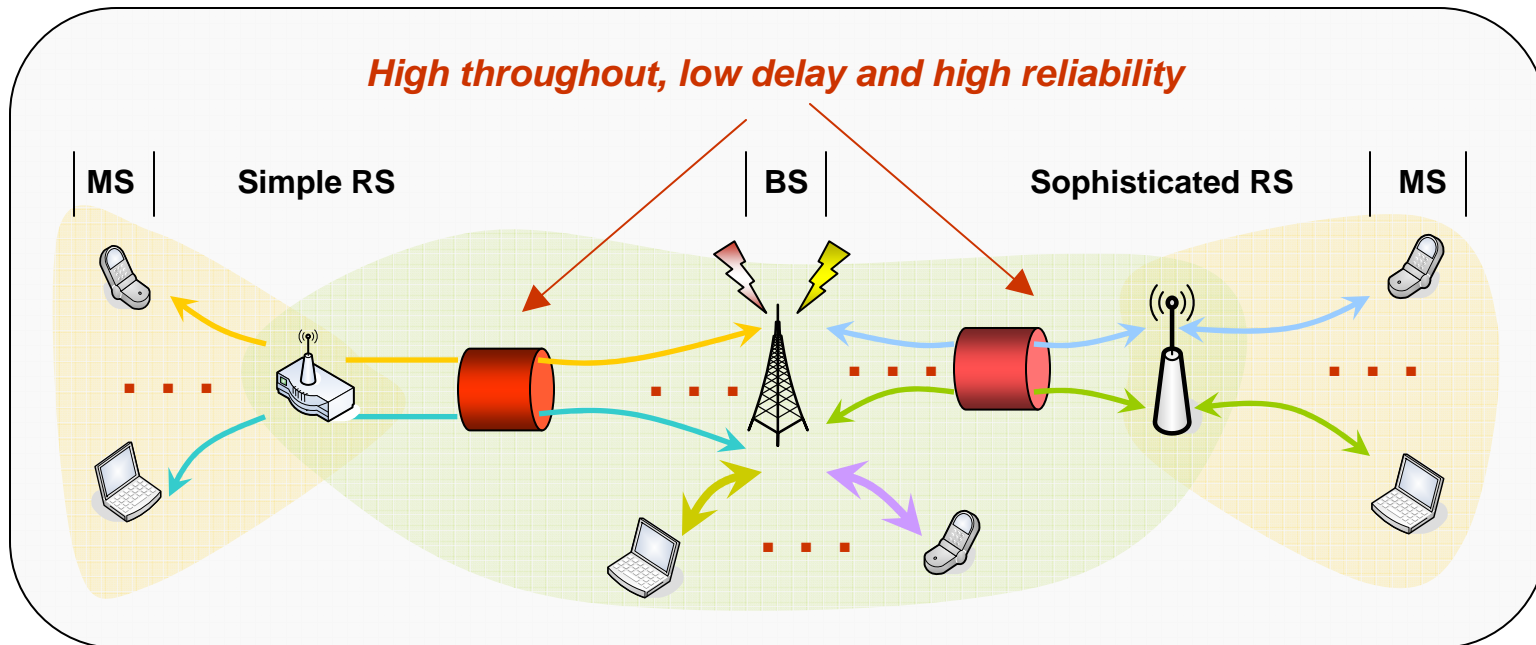 High throughout, low delay and high reliability
MS
Simple RS
BS
Sophisticated RS
MS